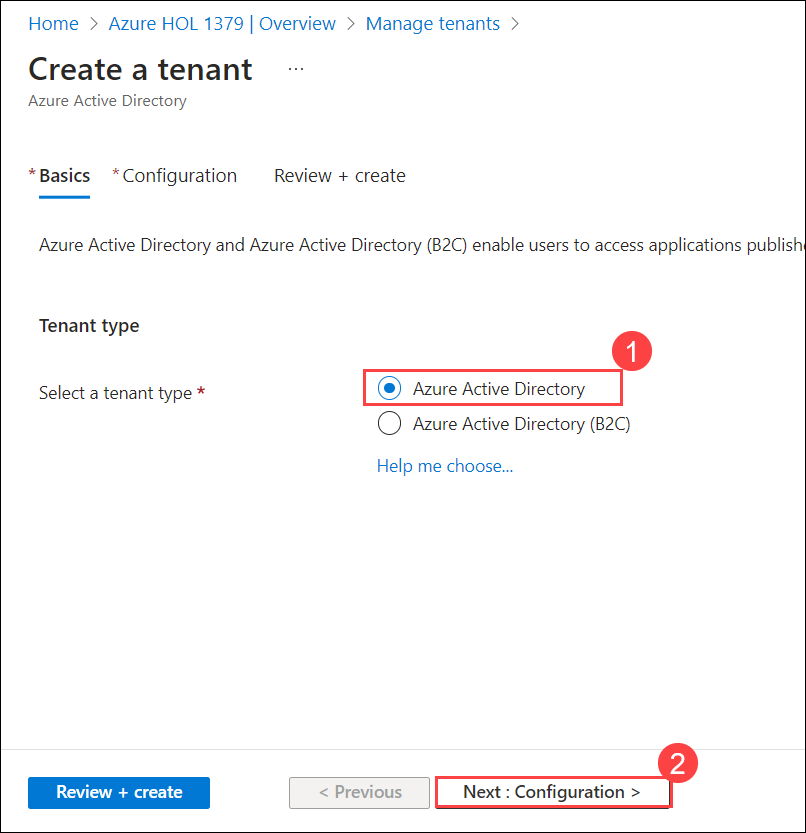 Home > Azure HOL 1379 | Overview > Manage tenants >
Create a tenant ...
Azure Active Directory
* Basics * Configuration Review + create
Azure Active Directory and Azure Active Directory (B2C) enable users to access applications publish
Tenant type
1
Select a tenant type *
Azure Active Directory
Azure Active Directory (B2C)
Help me choose...
2
Review + create < Previous Next : Configuration >